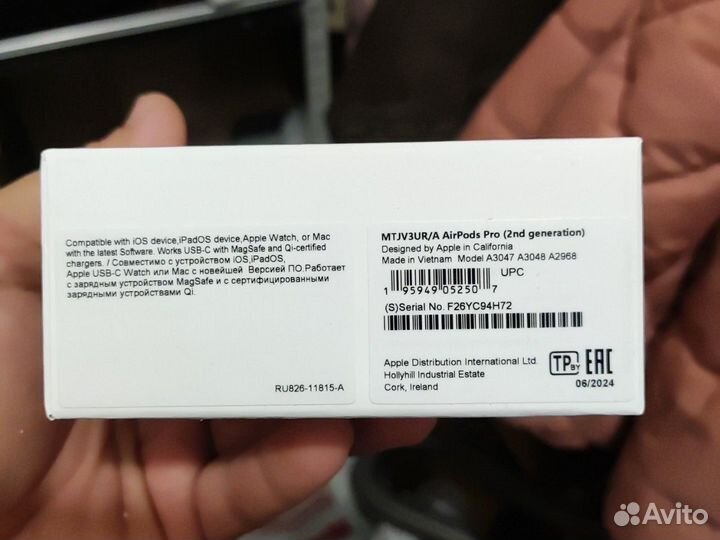 Compatible with iOS device,iPadOS device,Apple Watch, or Mac
with the latest Software. Works USB-C with MagSafe and Qi-certified
chargers. / Совместимо с устройством iOS,iPadOS,
Apple USB-C Watch или Mac с новейшей Версией ПО.Работает
с зарядным устройством MagSafe и с сертифицированными
зарядными устройствами Qi.
RU826-11815-A
MTJV3UR/A AirPods Pro (2nd generation)
Designed by Apple in California
Made in Vietnam Model A3047 A3048 A2968
UPC
1 95949 05250 7
(S)Serial No. F26YC94H72
Apple Distribution International Ltd.
Hollyhill Industrial Estate
Cork, Ireland
TP BY EAC
06/2024
Avito